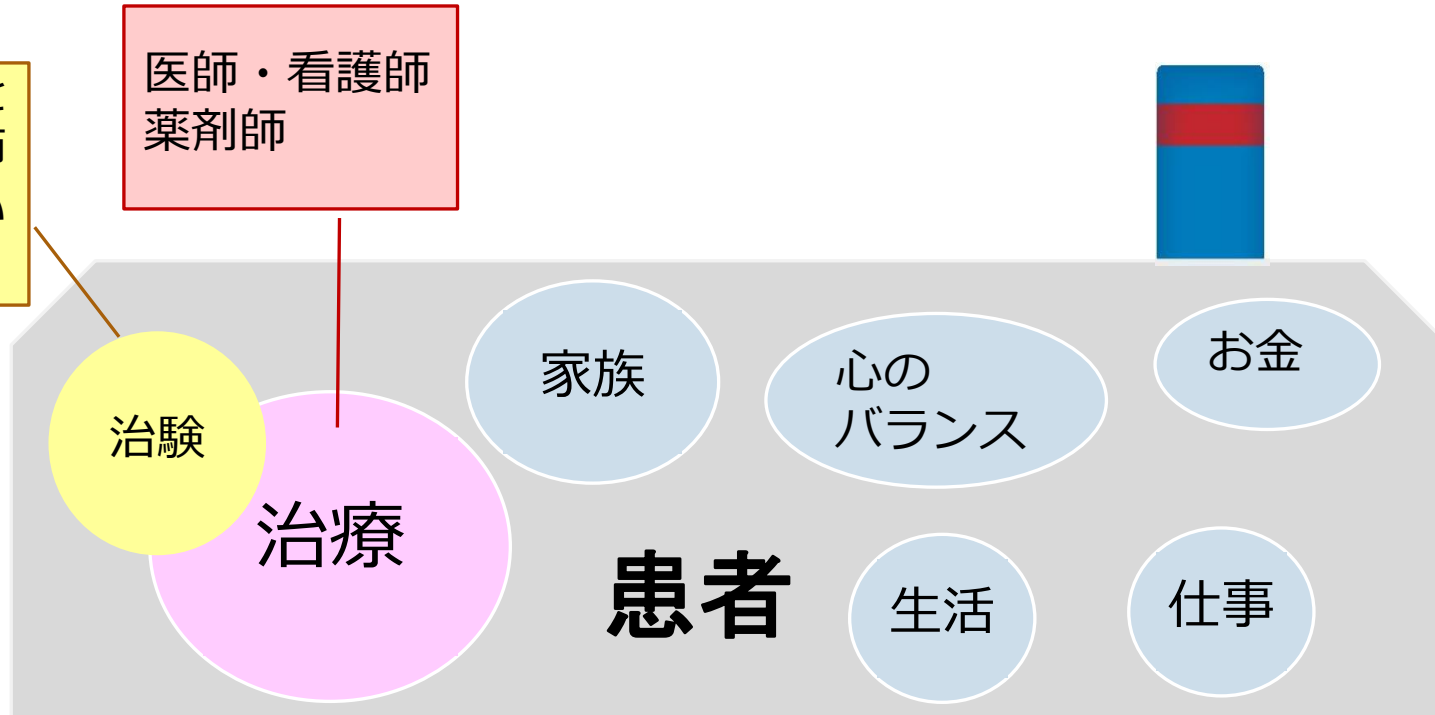 医師・看護師
薬剤師
家族
心の
バランス
お金
治験
治療
患者
生活
仕事